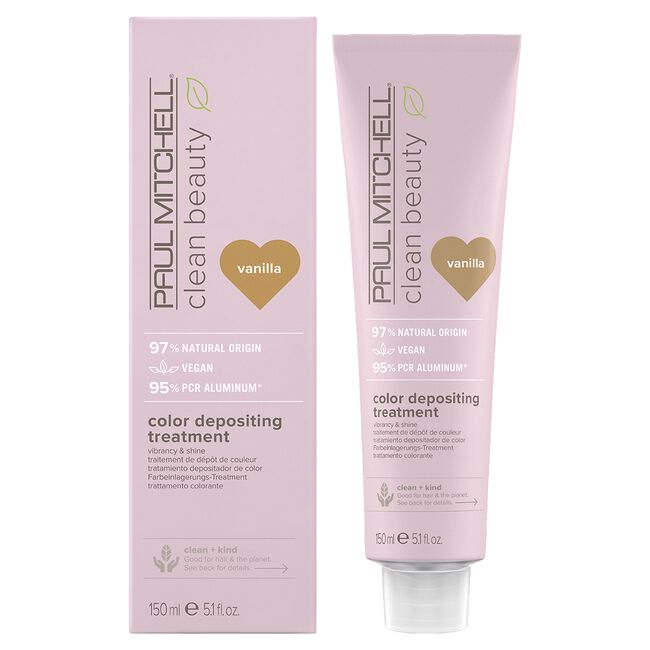 PAUL MITCHELL®
clean beauty
vanilla
97% NATURAL ORIGIN
VEGAN
95% PCR ALUMINUM*
color depositing
treatment
vibrancy & shine
traitement de dépôt de couleur
tratamiento depositador de color
Farbeinlagerungs-Treatment
trattamento colorante
clean + kind
Good for hair & the planet.
See back for details.
150 ml e 5.1 fl. oz.
PAUL MITCHELL®
clean beauty
vanilla
97% NATURAL ORIGIN
VEGAN
95% PCR ALUMINUM*
color depositing
treatment
vibrancy & shine
traitement de dépôt de couleur
tratamiento depositador de color
Farbeinlagerungs-Treatment
trattamento colorante
clean + kind
Good for hair & the planet.
See back for details.
150 ml e 5.1 fl. oz.